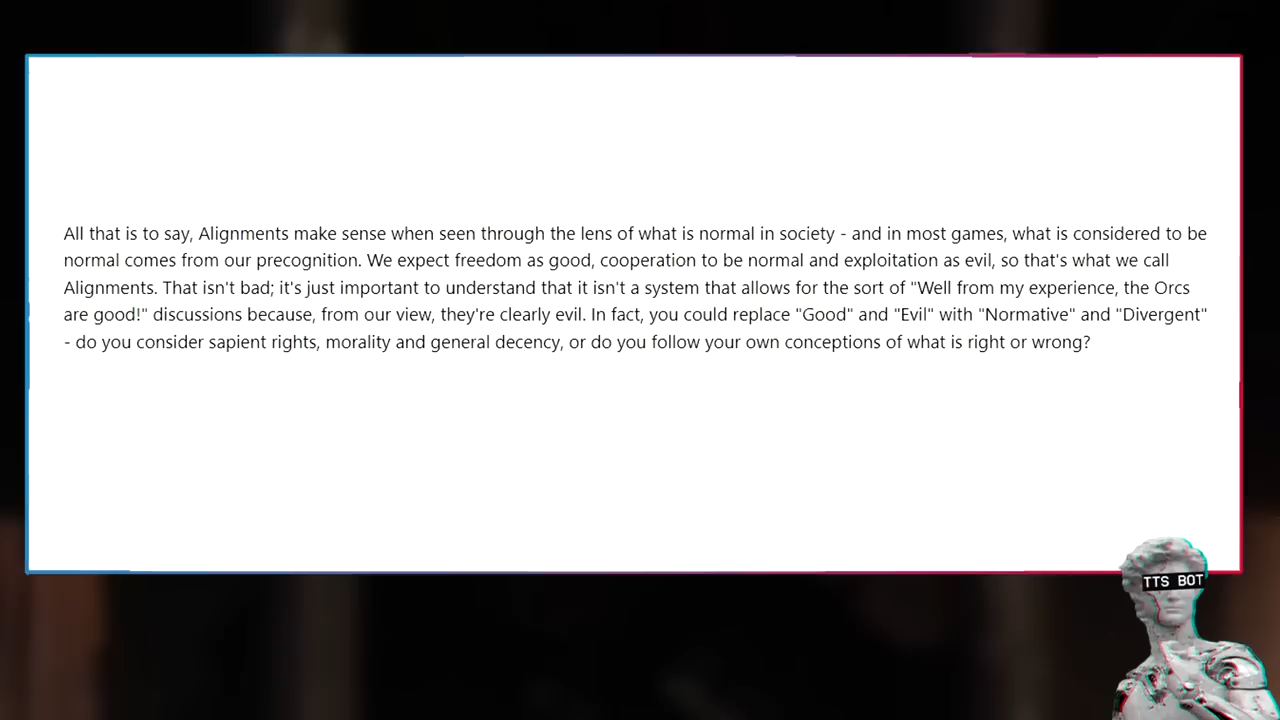 All that is to say, Alignments make sense when seen through the lens of what is normal in society - and in most games, what is considered to be
normal comes from our precognition. We expect freedom as good, cooperation to be normal and exploitation as evil, so that's what we call
Alignments. That isn't bad; it's just important to understand that it isn't a system that allows for the sort of "Well from my experience, the Orcs
are good!" discussions because, from our view, they're clearly evil. In fact, you could replace "Good" and "Evil" with "Normative" and "Divergent"
- do you consider sapient rights, morality and general decency, or do you follow your own conceptions of what is right or wrong?
TTS BOT